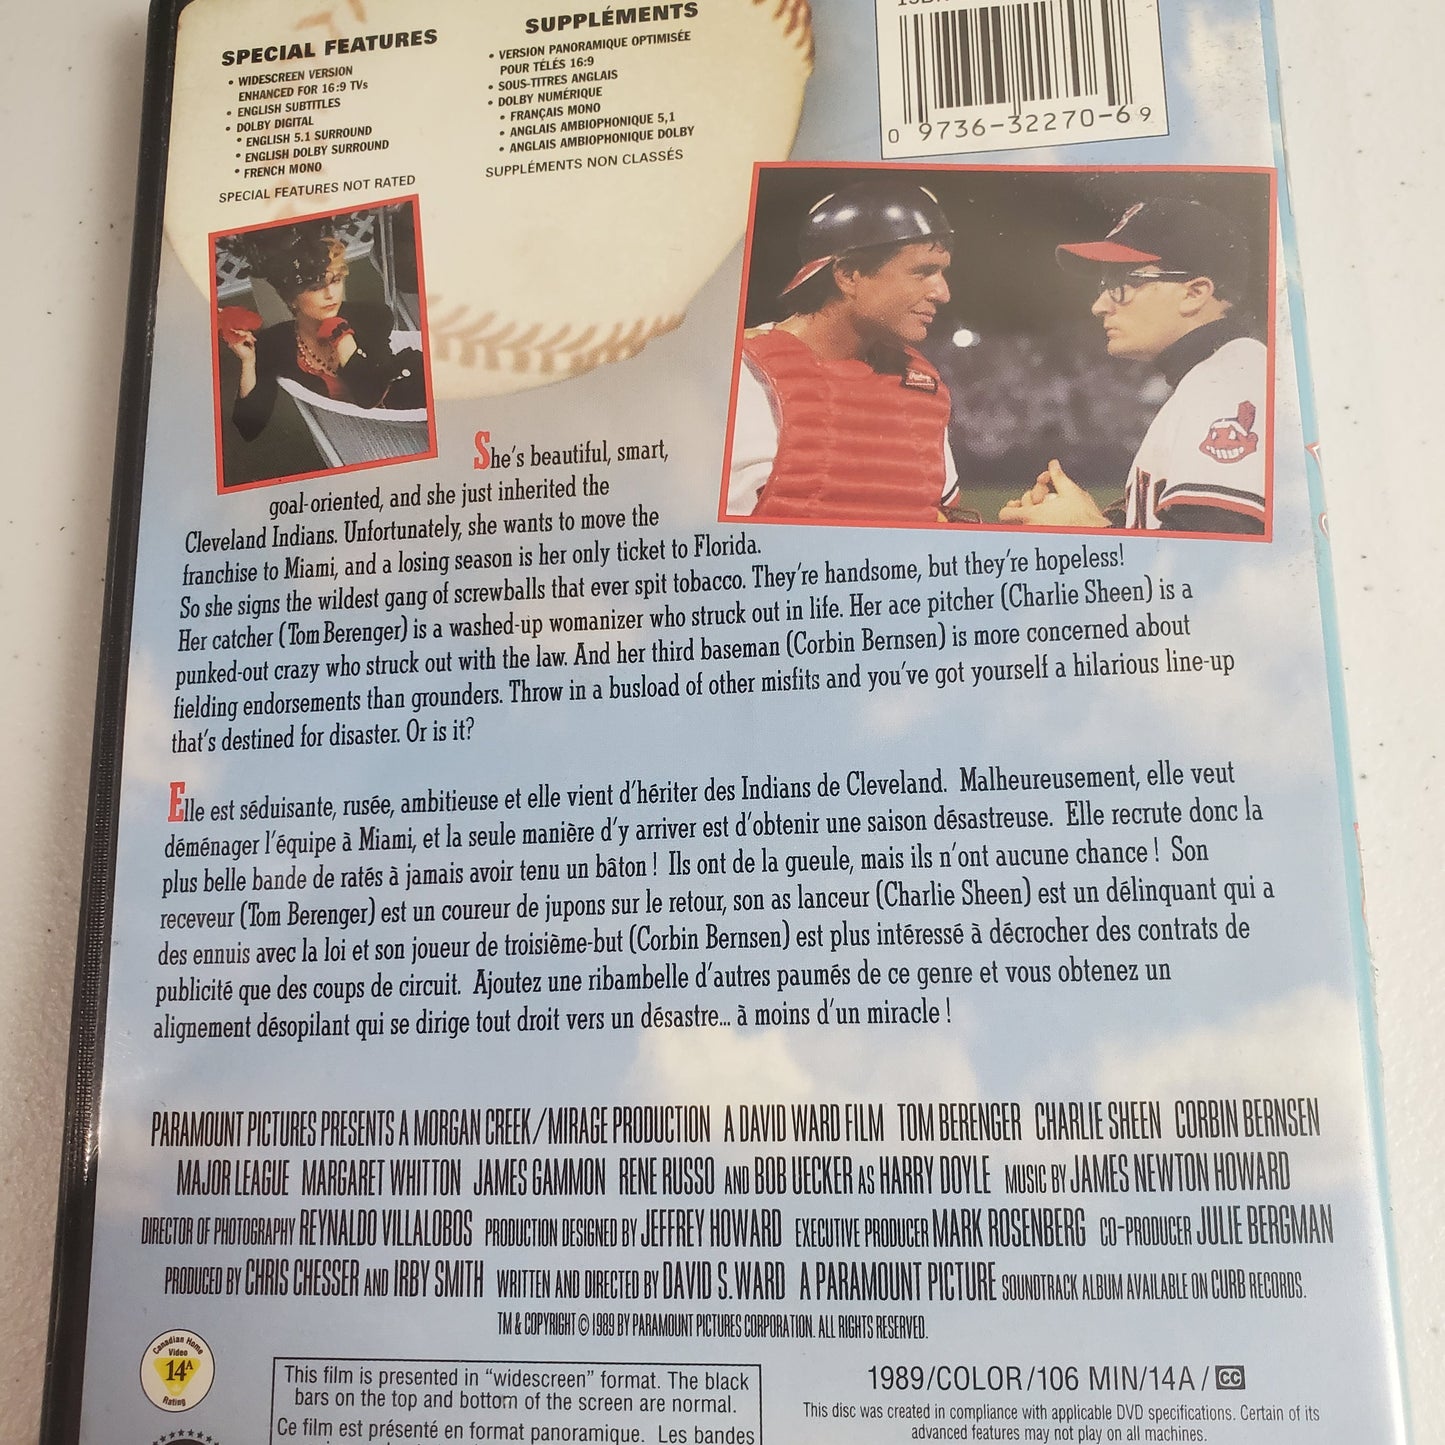 SPECIAL FEATURES
• WIDESCREEN VERSION
ENHANCED FOR 16:9 TVs
• ENGLISH SUBTITLES
• DOLBY DIGITAL
• ENGLISH 5.1 SURROUND
• ENGLISH DOLBY SURROUND
• FRENCH MONO
SPECIAL FEATURES NOT RATED
SUPPLÉMENTS
• VERSION PANORAMIQUE OPTIMISÉE
POUR TÉLÉS 16:9
• SOUS-TITRES ANGLAIS
• DOLBY NUMÉRIQUE
• FRANÇAIS MONO
• ANGLAIS AMBIOPHONIQUE 5,1
• ANGLAIS AMBIOPHONIQUE DOLBY
SUPPLÉMENTS NON CLASSÉS
0 9736-32270-6 9
She's beautiful, smart,
goal-oriented, and she just inherited the
Cleveland Indians. Unfortunately, she wants to move the
franchise to Miami, and a losing season is her only ticket to Florida.
So she signs the wildest gang of screwballs that ever spit tobacco. They're handsome, but they're hopeless!
Her catcher (Tom Berenger) is a washed-up womanizer who struck out in life. Her ace pitcher (Charlie Sheen) is a
punked-out crazy who struck out with the law. And her third baseman (Corbin Bernsen) is more concerned about
fielding endorsements than grounders. Throw in a busload of other misfits and you've got yourself a hilarious line-up
that's destined for disaster. Or is it?
Elle est séduisante, rusée, ambitieuse et elle vient d'hériter des Indians de Cleveland. Malheureusement, elle veut
déménager l'équipe à Miami, et la seule manière d'y arriver est d'obtenir une saison désastreuse. Elle recrute donc la
plus belle bande de ratés à jamais avoir tenu un bâton ! Ils ont de la gueule, mais ils n'ont aucune chance ! Son
receveur (Tom Berenger) est un coureur de jupons sur le retour, son as lanceur (Charlie Sheen) est un délinquant qui a
des ennuis avec la loi et son joueur de troisième-but (Corbin Bernsen) est plus intéressé à décrocher des contrats de
publicité que des coups de circuit. Ajoutez une ribambelle d'autres paumés de ce genre et vous obtenez un
alignement désopilant qui se dirige tout droit vers un désastre... à moins d'un miracle !
PARAMOUNT PICTURES PRESENTS A MORGAN CREEK/MIRAGE PRODUCTION A DAVID WARD FILM TOM BERENGER CHARLIE SHEEN CORBIN BERNSEN
MAJOR LEAGUE MARGARET WHITTON JAMES GAMMON RENE RUSSO AND BOB UECKER AS HARRY DOYLE MUSIC BY JAMES NEWTON HOWARD
DIRECTOR OF PHOTOGRAPHY REYNALDO VILLALOBOS PRODUCTION DESIGNED BY JEFFREY HOWARD EXECUTIVE PRODUCER MARK ROSENBERG CO-PRODUCER JULIE BERGMAN
PRODUCED BY CHRIS CHESSER AND IRBY SMITH WRITTEN AND DIRECTED BY DAVID S. WARD A PARAMOUNT PICTURE SOUNDTRACK ALBUM AVAILABLE ON CURB RECORDS.
TM & COPYRIGHT © 1989 BY PARAMOUNT PICTURES CORPORATION. ALL RIGHTS RESERVED.
Canadian Home
Video
14A
Rating
This film is presented in "widescreen" format. The black
bars on the top and bottom of the screen are normal.
Ce film est présenté en format panoramique. Les bandes
1989/COLOR/106 MIN/14A/CC
This disc was created in compliance with applicable DVD specifications. Certain of its
advanced features may not play on all machines.